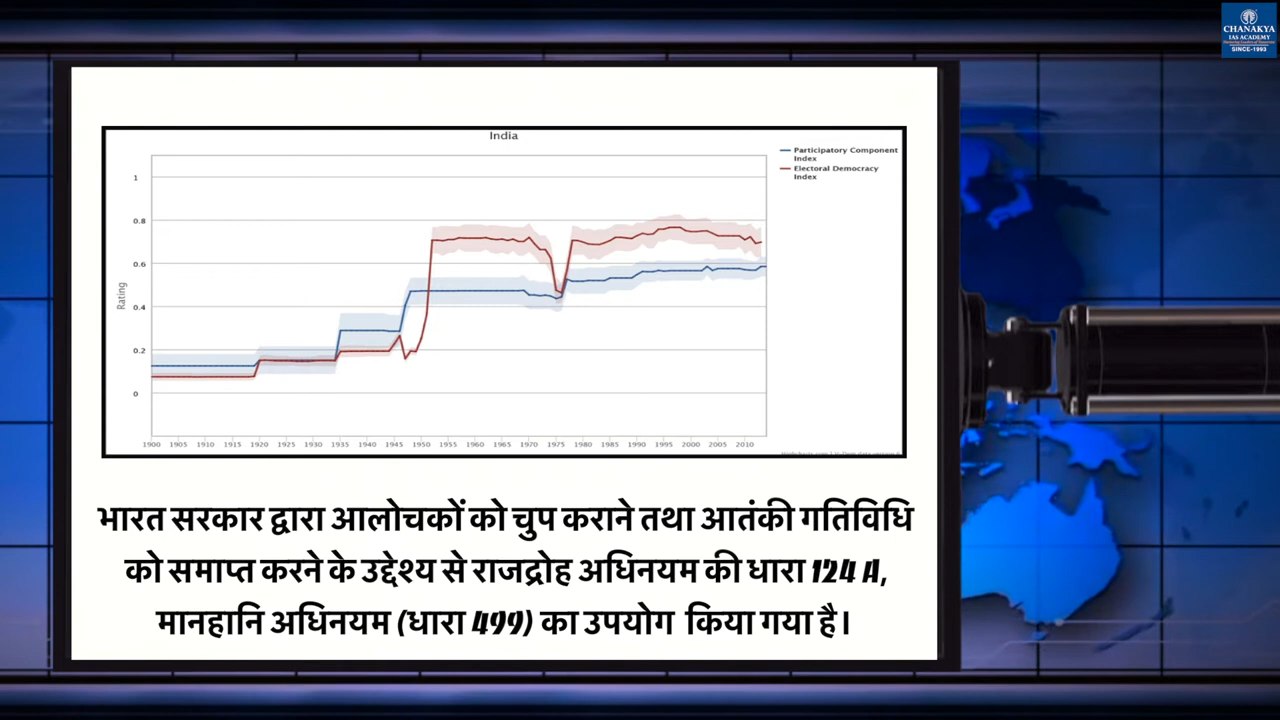 CHANAKYA
IAS ACADEMY
SINCE-1993
India
Participatory Component
Index
Electoral Democracy
Index
1
0.8
0.6
0.4
0.2
0
Rating
1900 1905 1910 1915 1920 1925 1930 1935 1940 1945 1950 1955 1960 1965 1970 1975 1980 1985 1990 1995 2000 2005 2010
भारत सरकार द्वारा आलोचकों को चुप कराने तथा आतंकी गतिविधि
को समाप्त करने के उद्देश्य से राजद्रोह अधिनयम की धारा 124 A,
मानहानि अधिनयम (धारा 499) का उपयोग किया गया है।